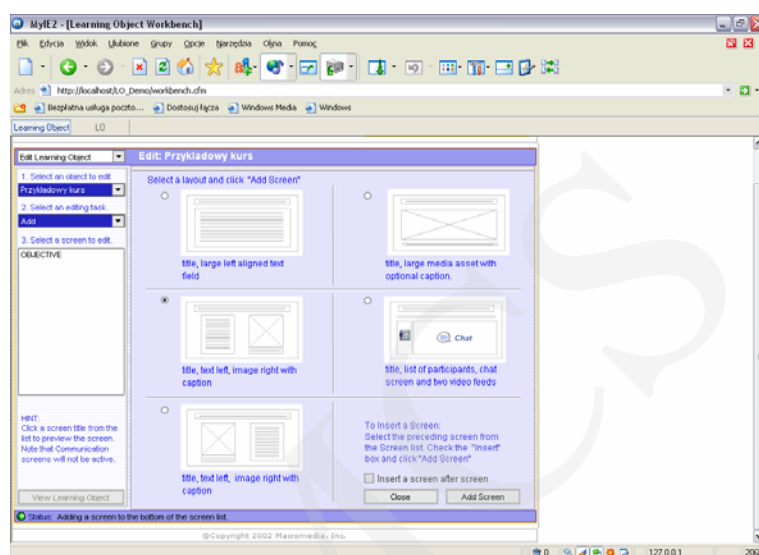 MyIE2 - [Learning Object Workbench]
Plik Edycja Widok Ulubione Grupy Opcje Narzędzia Okna Pomoc
Adres http://localhost/LO_Demo/workbench.cfm
Bezpłatna usługa poczto... Dostosuj łącza Windows Media Windows
Learning Object LO
Edit Learning Object
Edit: Przykladowy kurs
1. Select an object to edit
Przykladowy kurs
2. Select an editing task.
Add
3. Select a screen to edit.
OBJECTIVE
HINT:
Click a screen title from the
list to preview the screen.
Note that Communication
screens will not be active.
View Learning Object
Select a layout and click "Add Screen"
title, large left aligned text
field
title, large media asset with
optional caption.
title, text left, image right with
caption
Chat
title, list of participants, chat
screen and two video feeds
title, text left, image right with
caption
To Insert a Screen:
Select the preceding screen from
the Screen list. Check the "Insert"
box and click "Add Screen"
Insert a screen after screen
Close Add Screen
Status: Adding a screen to the bottom of the screen list.
©Copyright 2002 Macromedia, Inc.
0 127.0.0.1